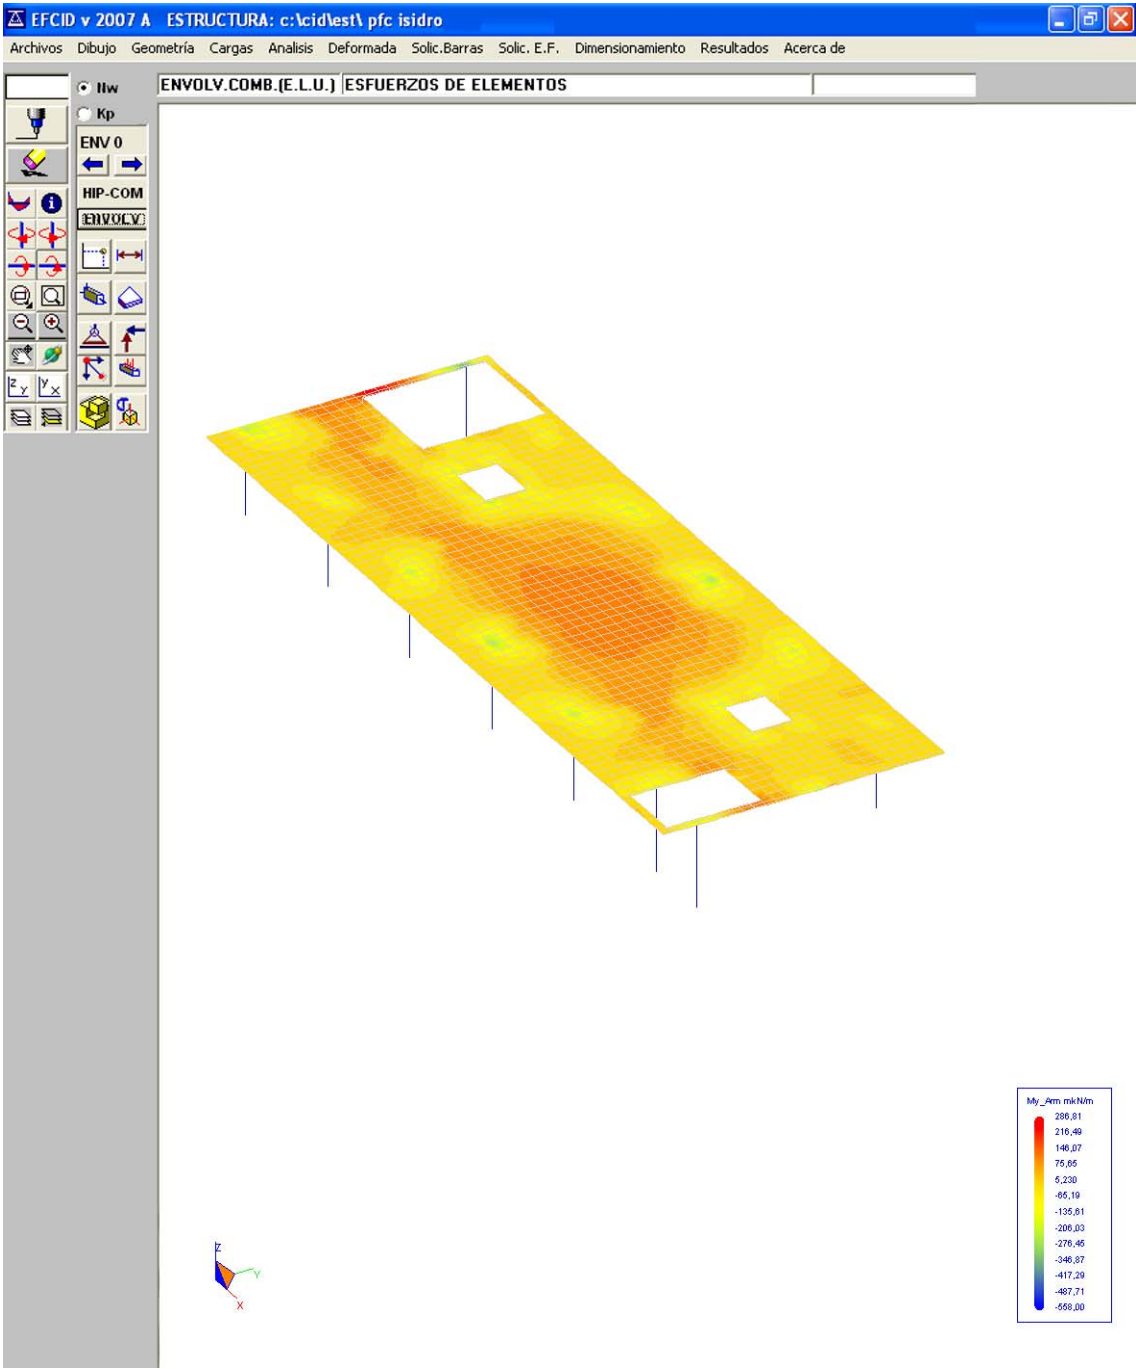 EFCID v 2007 A ESTRUCTURA: c:\cid\est\ pfc isidro
Archivos Dibujo Geometría Cargas Analisis Deformada Solic.Barras Solic. E.F. Dimensionamiento Resultados Acerca de
Nw
ENVOLV.COMB.(E.L.U.) ESFUERZOS DE ELEMENTOS
Kp
ENV 0
HIP-COM
ENVOLV
Z Y
Y X
My_Arm mkN/m
286,81
216,49
146,07
75,65
5,230
-65,19
-135,61
-206,03
-276,45
-346,87
-417,29
-487,71
-558,00
Z
Y
X